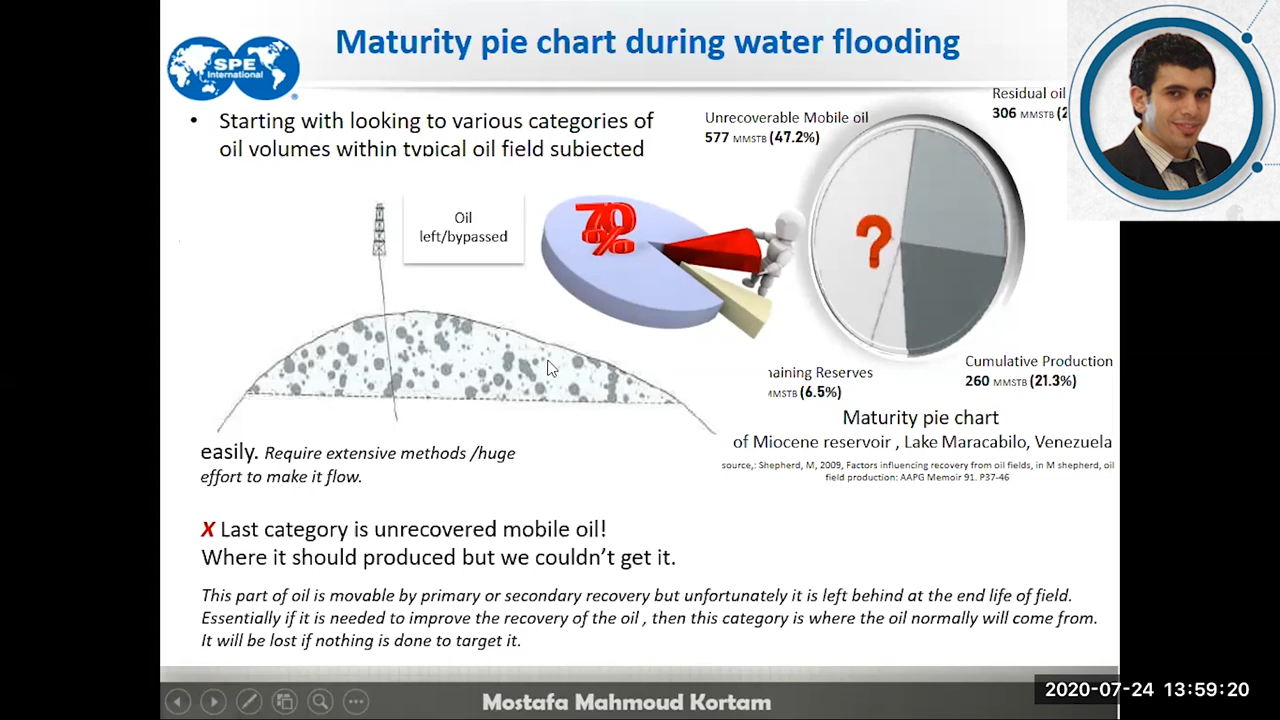 Maturity pie chart during water flooding
SPE
International
• Starting with looking to various categories of
oil volumes within typical oil field subjected
Unrecoverable Mobile oil
577 MMSTB (47.2%)
Residual oil
306 MMSTB
Oil
left/bypassed
%
?
Cumulative Production
260 MMSTB (21.3%)
Reserves
(6.5%)
Maturity pie chart
of Miocene reservoir , Lake Maracabilo, Venezuela
source,: Shepherd, M, 2009, Factors influencing recovery from oil fields, in M shepherd, oil
field production: AAPG Memoir 91. P37-46
easily. Require extensive methods /huge
effort to make it flow.
X Last category is unrecovered mobile oil!
Where it should produced but we couldn't get it.
This part of oil is movable by primary or secondary recovery but unfortunately it is left behind at the end life of field.
Essentially if it is needed to improve the recovery of the oil , then this category is where the oil normally will come from.
It will be lost if nothing is done to target it.
Mostafa Mahmoud Kortam
2020-07-24 13:59:20